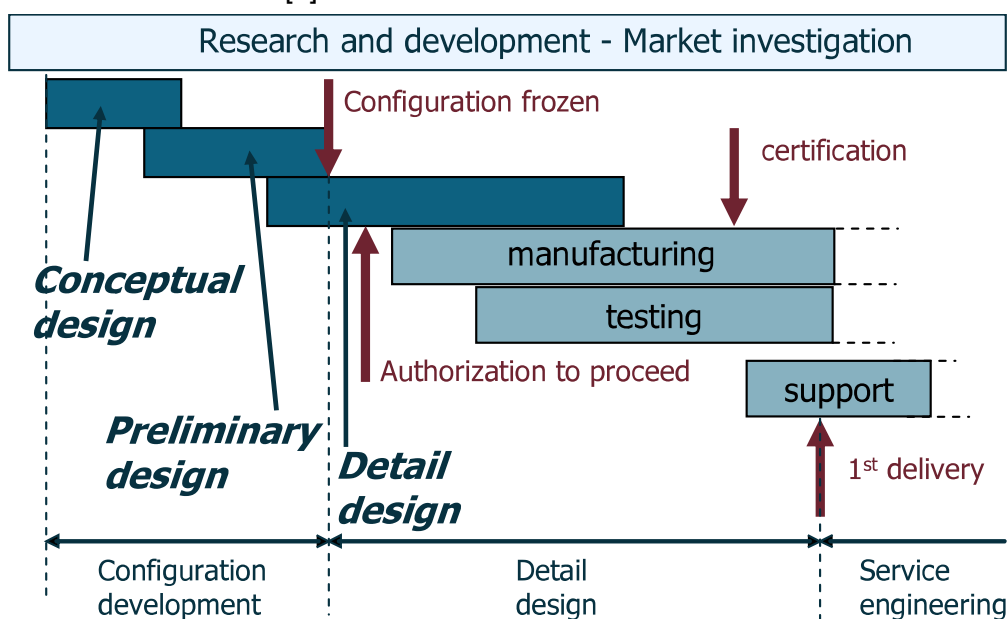 Research and development - Market investigation
Configuration frozen
certification
manufacturing
Conceptual
design
testing
Authorization to proceed
support
Preliminary
design
Detail
design
1st delivery
Configuration
development
Detail
design
Service
engineering